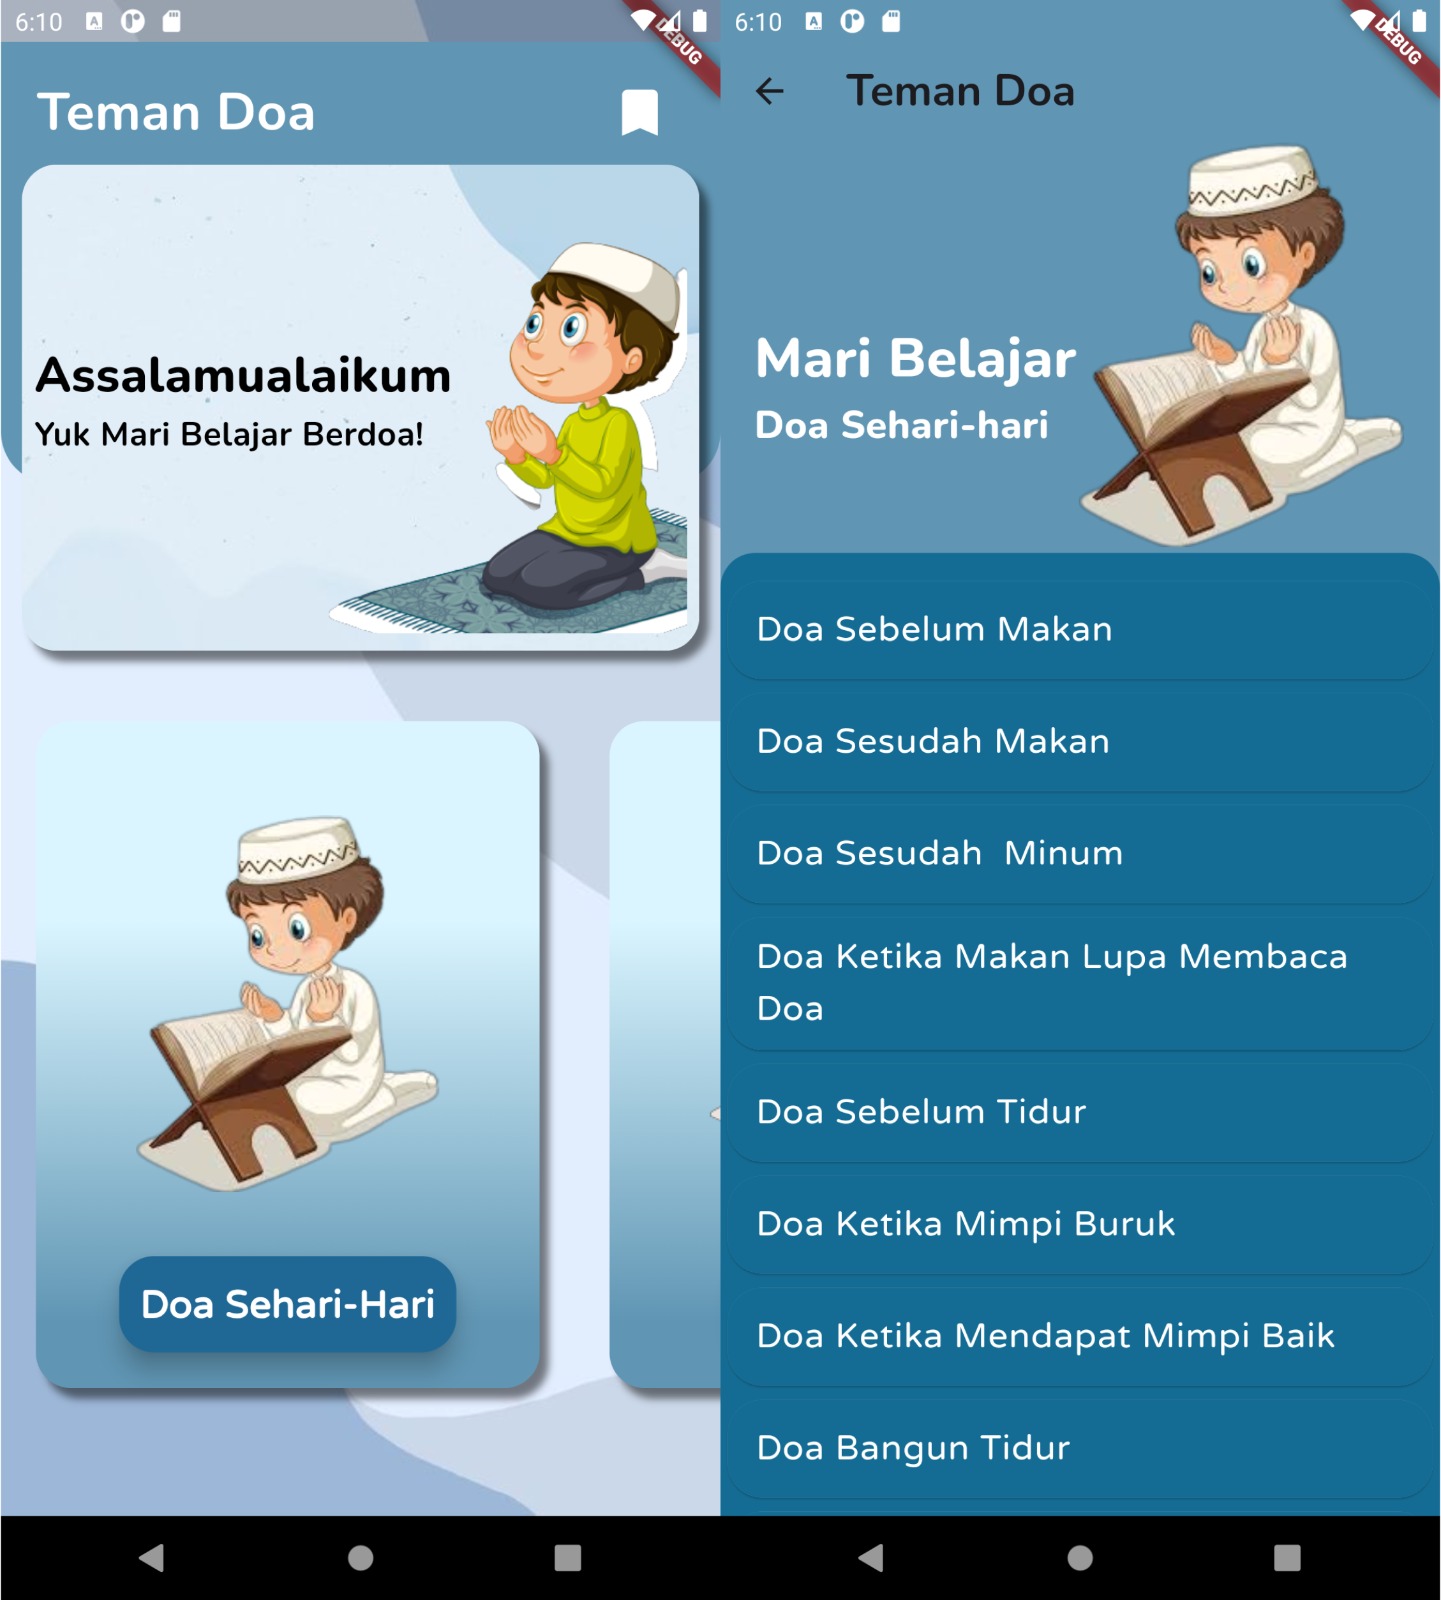 6:10
DEBUG
Teman Doa
Assalamualaikum
Yuk Mari Belajar Berdoa!
Doa Sehari-Hari
6:10
DEBUG
Teman Doa
Mari Belajar
Doa Sehari-hari
Doa Sebelum Makan
Doa Sesudah Makan
Doa Sesudah  Minum
Doa Ketika Makan Lupa Membaca
Doa
Doa Sebelum Tidur
Doa Ketika Mimpi Buruk
Doa Ketika Mendapat Mimpi Baik
Doa Bangun Tidur